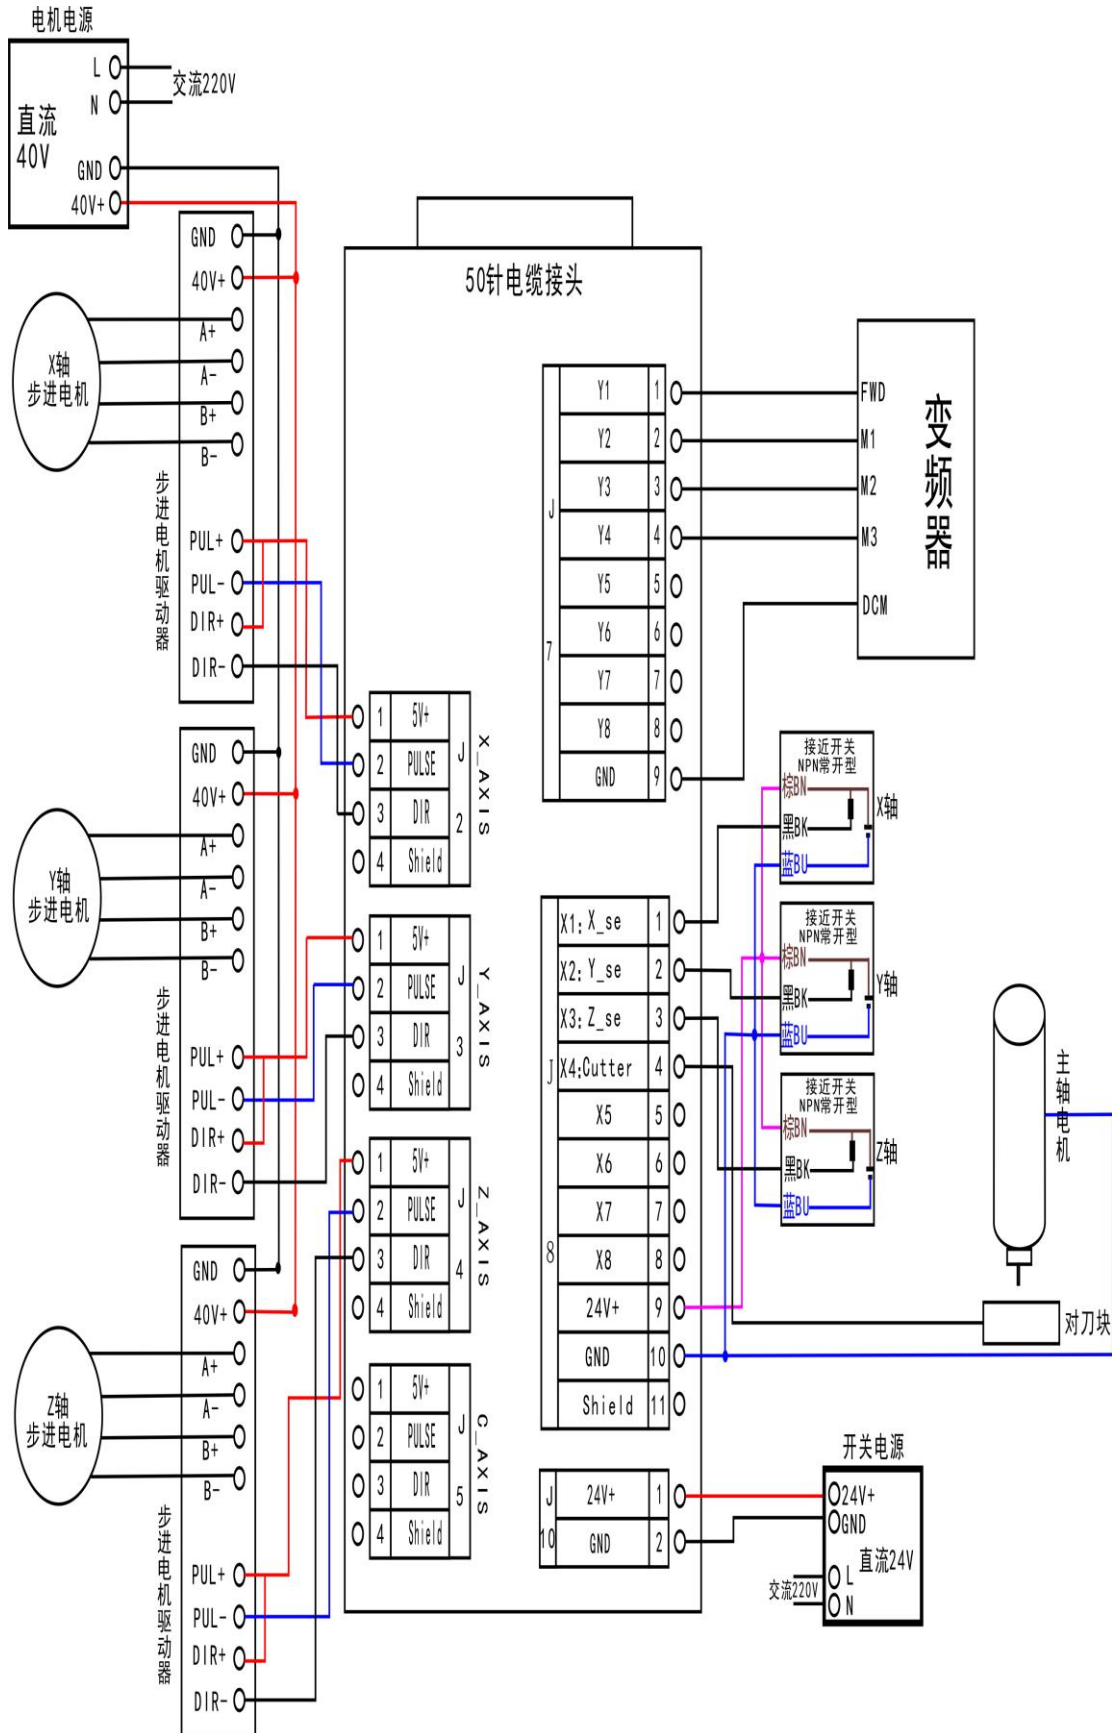 电机电源
L
N
交流220V
直流
40V
GND
40V+
GND
40V+
A+
A-
B+
B-
X轴
步进电机
步进电机驱动器
PUL+
PUL-
DIR+
DIR-
GND
40V+
A+
A-
B+
B-
Y轴
步进电机
步进电机驱动器
PUL+
PUL-
DIR+
DIR-
GND
40V+
A+
A-
B+
B-
Z轴
步进电机
步进电机驱动器
PUL+
PUL-
DIR+
DIR-
50针电缆接头
1 5V+
2 PULSE
3 DIR
4 Shield
J2
X_AXIS
1 5V+
2 PULSE
3 DIR
4 Shield
J3
Y_AXIS
1 5V+
2 PULSE
3 DIR
4 Shield
J4
Z_AXIS
1 5V+
2 PULSE
3 DIR
4 Shield
J5
C_AXIS
J7
Y1 1
Y2 2
Y3 3
Y4 4
Y5 5
Y6 6
Y7 7
Y8 8
GND 9
J8
X1: X_se 1
X2: Y_se 2
X3: Z_se 3
X4:Cutter 4
X5 5
X6 6
X7 7
X8 8
24V+ 9
GND 10
Shield 11
J10
24V+ 1
GND 2
FWD
M1
M2
M3
DCM
变频器
接近开关
NPN常开型
棕BN
黑BK
蓝BU
X轴
接近开关
NPN常开型
棕BN
黑BK
蓝BU
Y轴
接近开关
NPN常开型
棕BN
黑BK
蓝BU
Z轴
主轴电机
对刀块
开关电源
24V+
GND
直流24V
交流220V
L
N